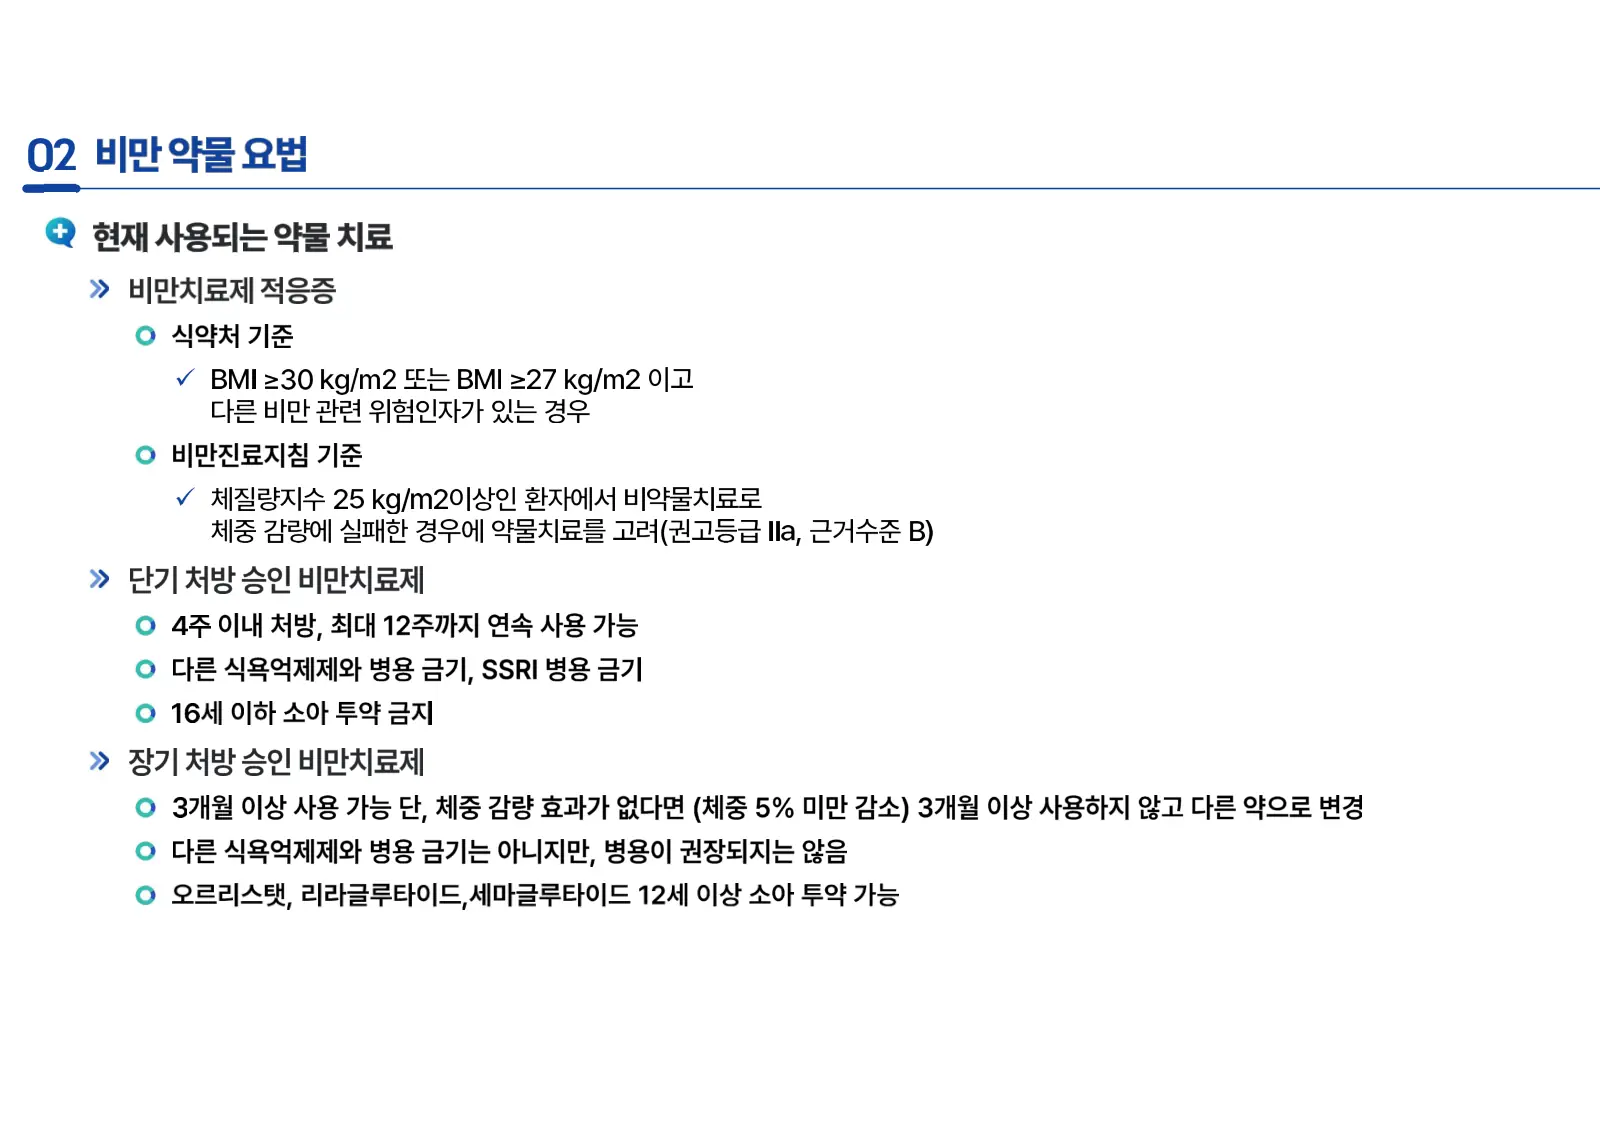 02 비만 약물 요법
현재 사용되는 약물 치료
비만치료제 적응증
식약처 기준
BMI ≥30 kg/m2 또는 BMI ≥27 kg/m2 이고
다른 비만 관련 위험인자가 있는 경우
비만진료지침 기준
체질량지수 25 kg/m2이상인 환자에서 비약물치료로
체중 감량에 실패한 경우에 약물치료를 고려(권고등급 IIa, 근거수준 B)
단기 처방 승인 비만치료제
4주 이내 처방, 최대 12주까지 연속 사용 가능
다른 식욕억제제와 병용 금기, SSRI 병용 금기
16세 이하 소아 투약 금지
장기 처방 승인 비만치료제
3개월 이상 사용 가능 단, 체중 감량 효과가 없다면 (체중 5% 미만 감소) 3개월 이상 사용하지 않고 다른 약으로 변경
다른 식욕억제제와 병용 금기는 아니지만, 병용이 권장되지는 않음
오르리스탯, 리라글루타이드,세마글루타이드 12세 이상 소아 투약 가능